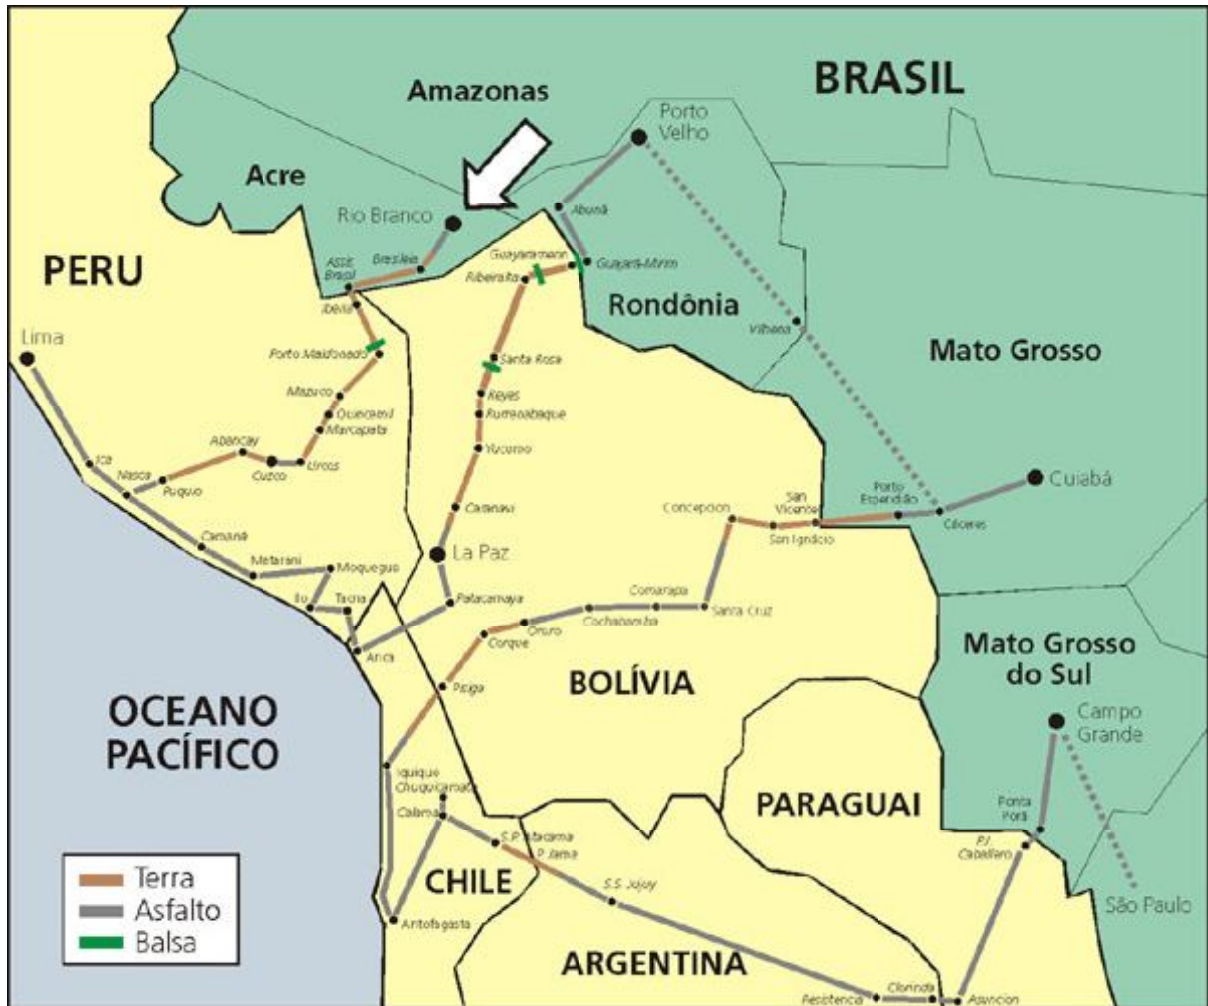 BRASIL
Amazonas
Porto
Velho
Acre
Rio Branco
Abunã
Assis
Brasil
Brasileia
Guayaramerin
Guajará-Mirim
Riberalta
PERU
Iberia
Rondônia
Lima
Vilhena
Mato Grosso
Porto Maldonado
Santa Rosa
Mazuco
Reyes
Rurrenabaque
Marcapata
Abancay
Yucumo
Cuzco
Urcos
Ica
Nasca
Puquio
Cuiabá
Porto
Esperidião
San
Vicente
Concepcion
San Ignácio
Cáceres
Caranavi
Camaná
La Paz
Matarani
Moquegua
Ilo
Tacna
Patacamaya
Comarapa
Santa Cruz
Cochabamba
Oruro
Corque
Arica
Mato Grosso
do Sul
BOLÍVIA
Pisiga
OCEANO
PACÍFICO
Campo
Grande
Iquique
Chuquicamata
Calama
PARAGUAI
Ponta
Porã
P.J.
Caballero
S.P. Atacama
P. Jama
CHILE
S.S. Jujuy
São Paulo
Antofagasta
Terra
Asfalto
Balsa
ARGENTINA
Clorinda
Resistencia
Asuncion